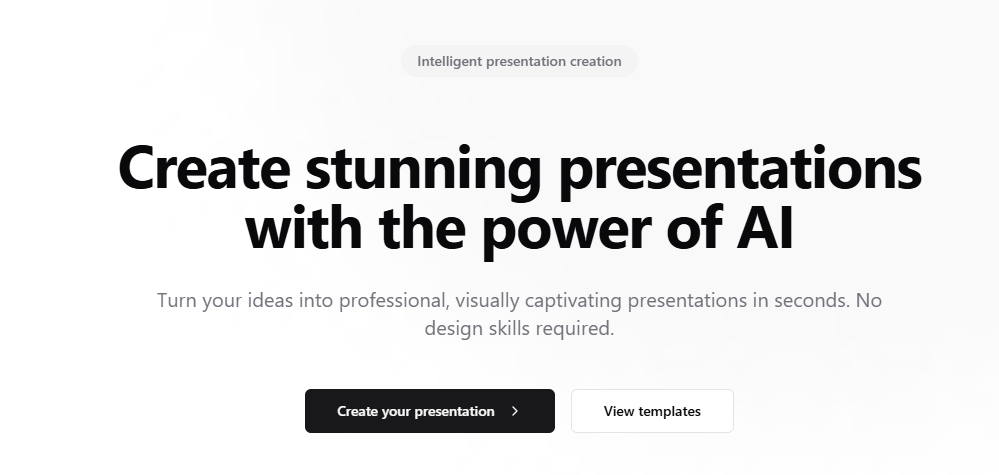 Intelligent presentation creation
Create stunning presentations
with the power of AI
Turn your ideas into professional, visually captivating presentations in seconds. No
design skills required.
Create your presentation
View templates